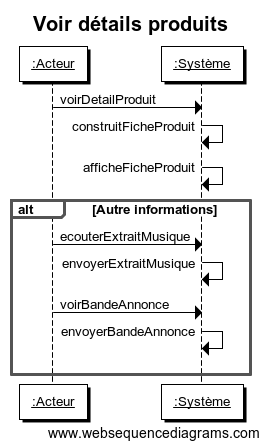 Voir détails produits
:Acteur :Système
voirDetailProduit
construitFicheProduit
afficheFicheProduit
alt [Autre informations]
ecouterExtraitMusique
envoyerExtraitMusique
voirBandeAnnonce
envoyerBandeAnnonce
:Acteur :Système
www.websequencediagrams.com